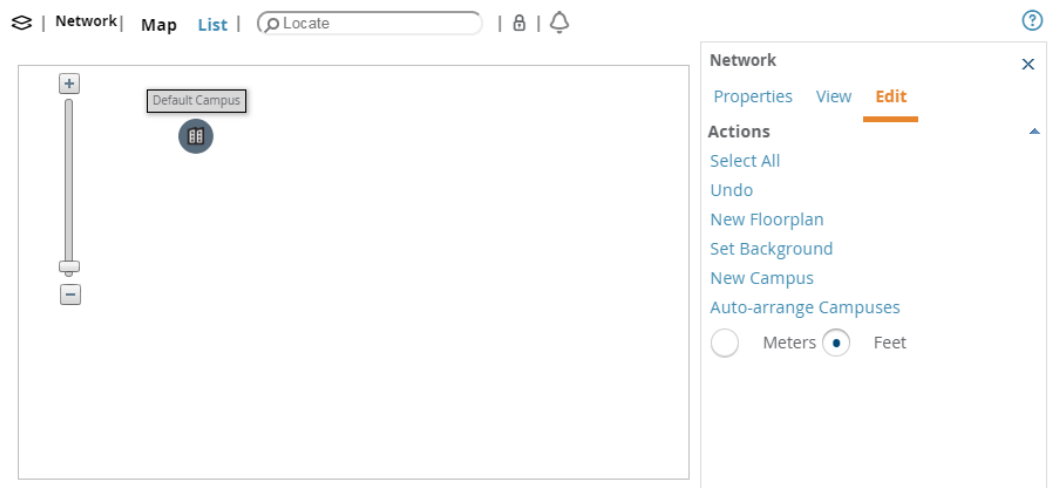 | Network | Map List | Locate | |
Default Campus
Network
Properties View Edit
Actions
Select All
Undo
New Floorplan
Set Background
New Campus
Auto-arrange Campuses
Meters Feet